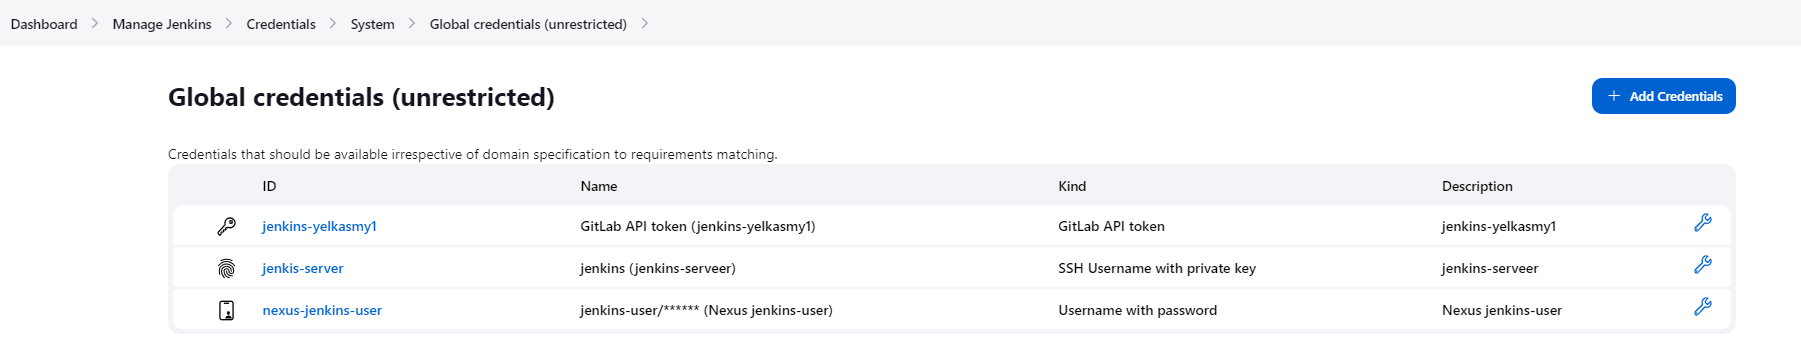 Dashboard > Manage Jenkins > Credentials > System > Global credentials (unrestricted) >
Global credentials (unrestricted)
+ Add Credentials
Credentials that should be available irrespective of domain specification to requirements matching.
ID Name Kind Description
jenkins-yelkasmy1 GitLab API token (jenkins-yelkasmy1) GitLab API token jenkins-yelkasmy1
jenkis-server jenkins (jenkins-serveer) SSH Username with private key jenkins-serveer
nexus-jenkins-user jenkins-user/****** (Nexus jenkins-user) Username with password Nexus jenkins-user